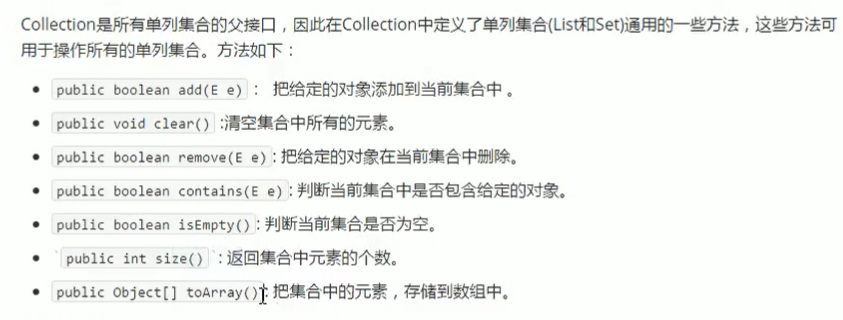 Collection是所有单列集合的父接口，因此在Collection中定义了单列集合(List和Set)通用的一些方法，这些方法可
用于操作所有的单列集合。方法如下：
• public boolean add(E e) ： 把给定的对象添加到当前集合中 。
• public void clear() :清空集合中所有的元素。
• public boolean remove(E e) : 把给定的对象在当前集合中删除。
• public boolean contains(E e) : 判断当前集合中是否包含给定的对象。
• public boolean isEmpty() : 判断当前集合是否为空。
• `public int size()` : 返回集合中元素的个数。
• public Object[] toArray() : 把集合中的元素，存储到数组中。